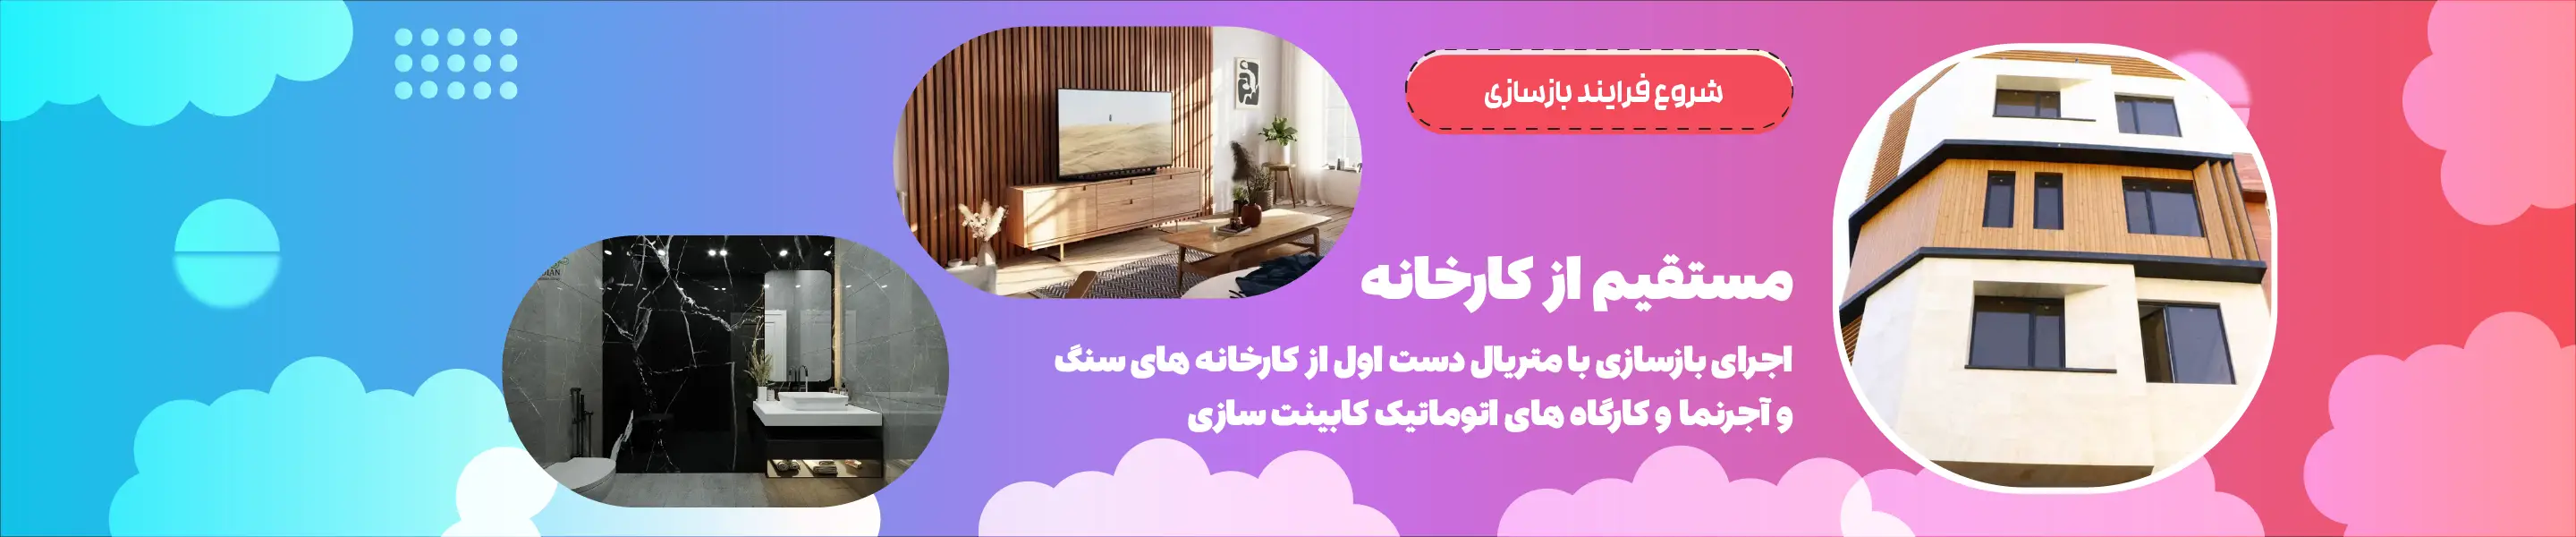 شروع فرایند بازسازی
مستقیم از کارخانه
اجرای بازسازی با متریال دست اول از کارخانه های سنگ
و آجرنما و کارگاه های اتوماتیک کابینت سازی